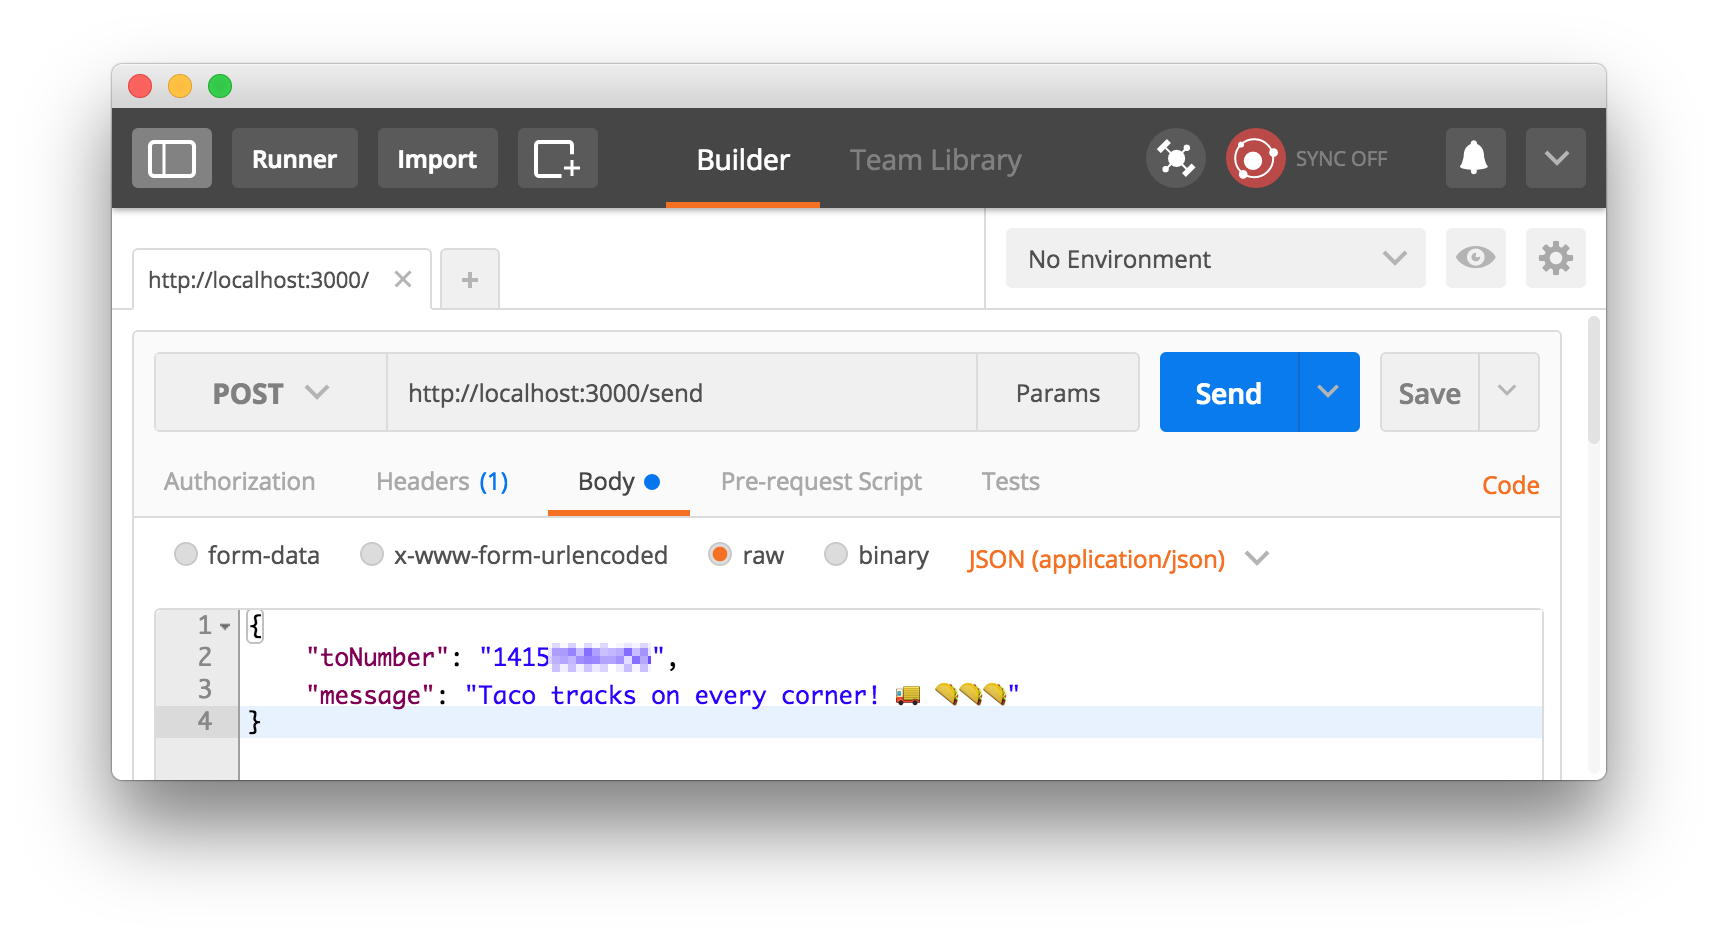 Runner Import Builder Team Library SYNC OFF
http://localhost:3000/ No Environment
POST http://localhost:3000/send Params Send Save
Authorization Headers (1) Body Pre-request Script Tests Code
form-data x-www-form-urlencoded raw binary JSON (application/json)
1 {
2 "toNumber": "1415",
3 "message": "Taco tracks on every corner! 🚚 🌮🌮🌮"
4 }